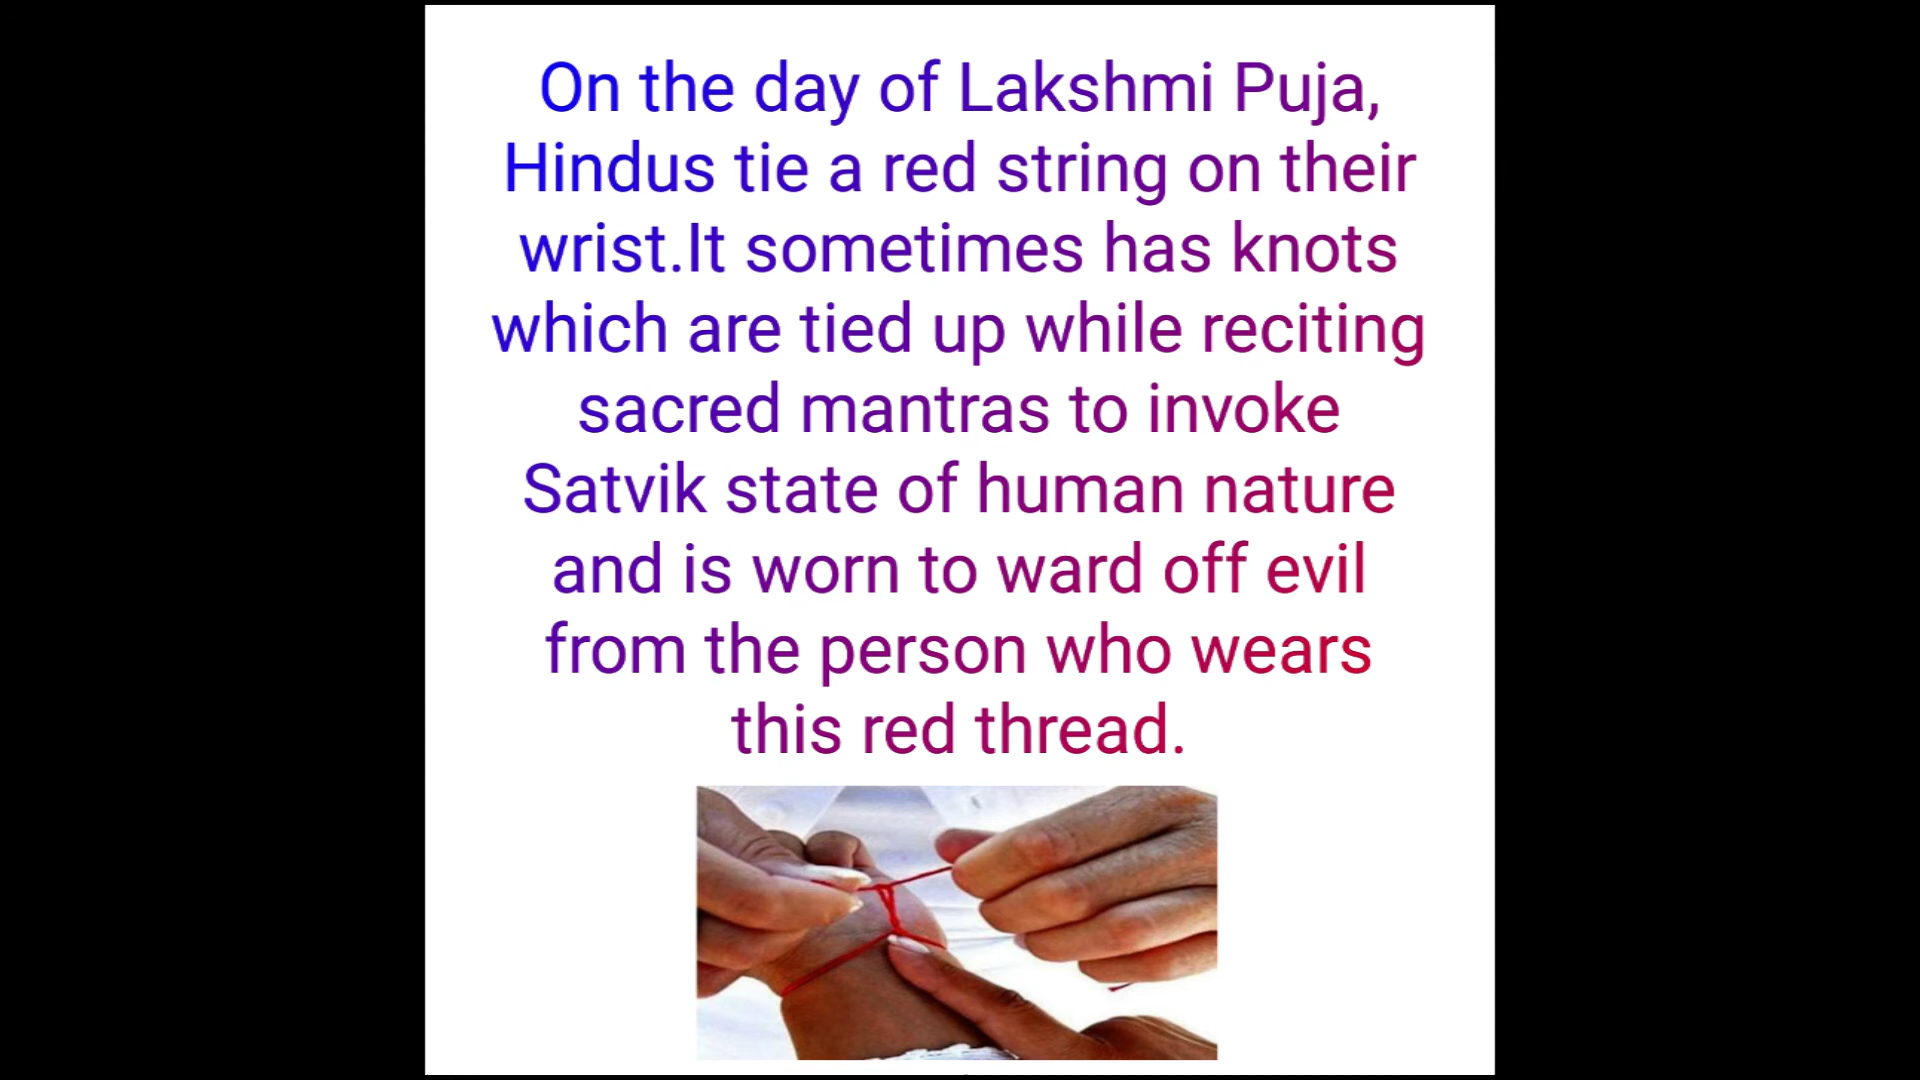 On the day of Lakshmi Puja,
Hindus tie a red string on their
wrist.It sometimes has knots
which are tied up while reciting
sacred mantras to invoke
Satvik state of human nature
and is worn to ward off evil
from the person who wears
this red thread.